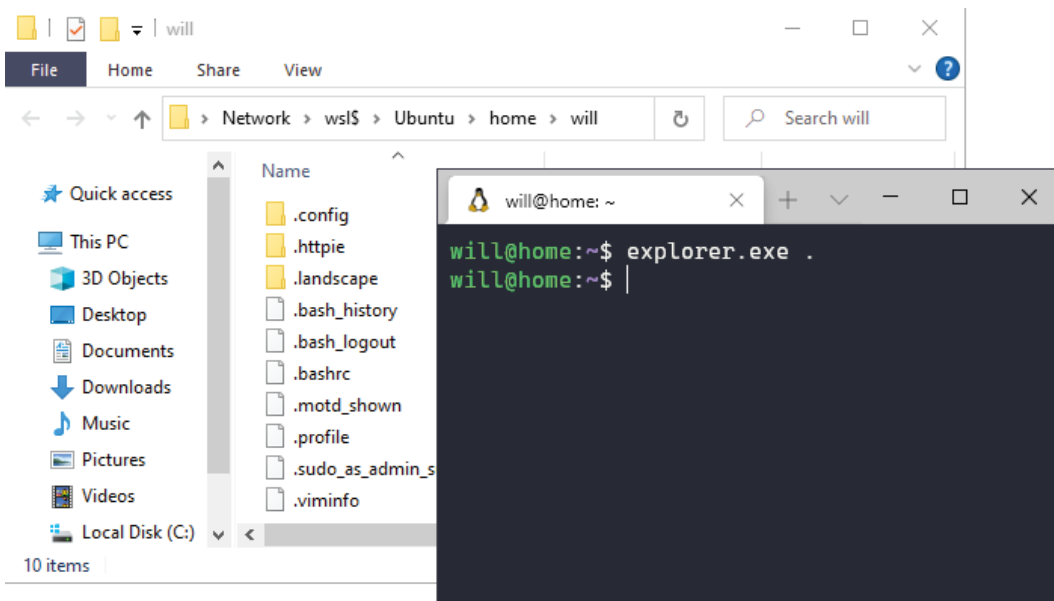 will
File Home Share View
Network > wsl$ > Ubuntu > home > will
Search will
Name
Quick access
This PC
3D Objects
Desktop
Documents
Downloads
Music
Pictures
Videos
Local Disk (C:)
.config
.httpie
.landscape
.bash_history
.bash_logout
.bashrc
.motd_shown
.profile
.sudo_as_admin_s
.viminfo
10 items
will@home: ~
will@home:~$ explorer.exe .
will@home:~$